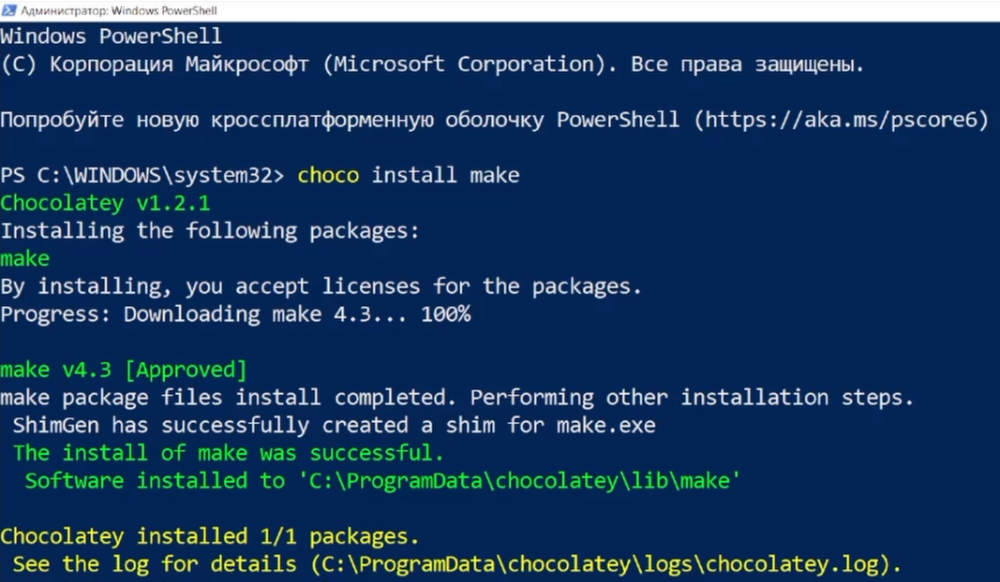 Администратор: Windows PowerShell
Windows PowerShell
(C) Корпорация Майкрософт (Microsoft Corporation). Все права защищены.
Попробуйте новую кроссплатформенную оболочку PowerShell (https://aka.ms/pscore6)
PS C:\WINDOWS\system32> choco install make
Chocolatey v1.2.1
Installing the following packages:
make
By installing, you accept licenses for the packages.
Progress: Downloading make 4.3... 100%
make v4.3 [Approved]
make package files install completed. Performing other installation steps.
ShimGen has successfully created a shim for make.exe
The install of make was successful.
Software installed to 'C:\ProgramData\chocolatey\lib\make'
Chocolatey installed 1/1 packages.
See the log for details (C:\ProgramData\chocolatey\logs\chocolatey.log).